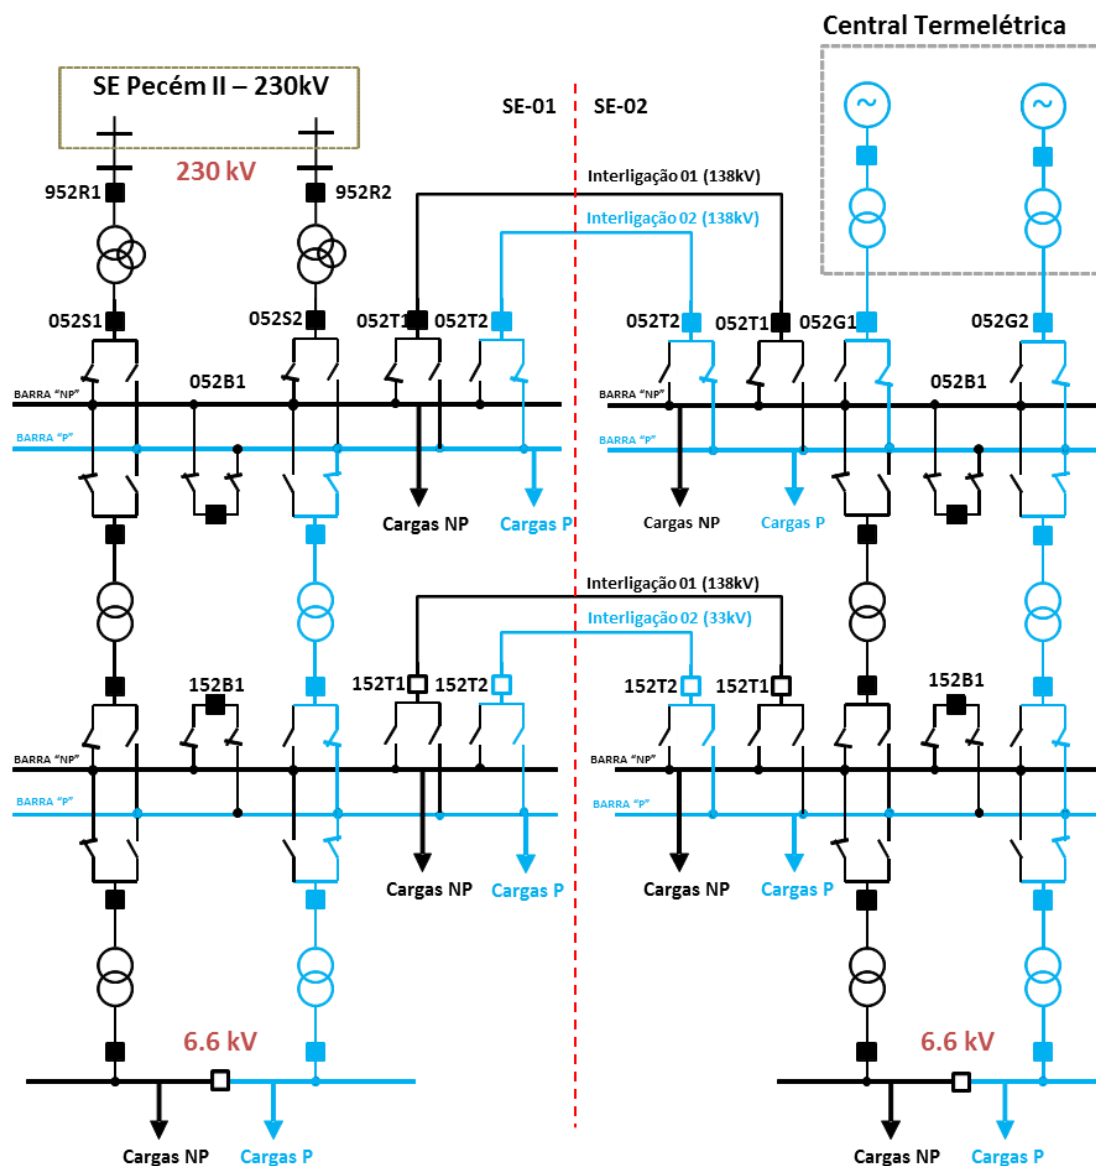 Central Termelétrica
SE Pecém II – 230kV
SE-01
SE-02
230 kV
952R1
952R2
Interligação 01 (138kV)
Interligação 02 (138kV)
~
~
052S1
052S2
052T1
052T2
052T2
052T1
052G1
052G2
052B1
052B1
BARRA "NP"
BARRA "NP"
BARRA "P"
BARRA "P"
Cargas NP
Cargas P
Cargas NP
Cargas P
Interligação 01 (138kV)
Interligação 02 (33kV)
152B1
152T1
152T2
152T2
152T1
152B1
BARRA "NP"
BARRA "NP"
BARRA "P"
BARRA "P"
Cargas NP
Cargas P
Cargas NP
Cargas P
6.6 kV
6.6 kV
Cargas NP
Cargas P
Cargas NP
Cargas P